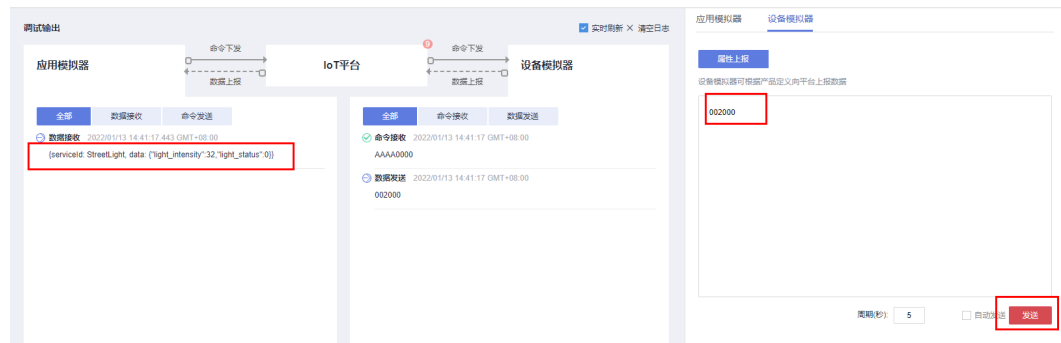 调试输出
实时刷新 清空日志
应用模拟器
命令下发
数据上报
IoT平台
命令下发
数据上报
设备模拟器
全部 数据接收 命令发送
数据接收 2022/01/13 14:41:17.443 GMT+08:00
{serviceId: StreetLight, data: {"light_intensity":32,"light_status":0}}
全部 命令接收 数据发送
命令接收 2022/01/13 14:41:17 GMT+08:00
AAAA0000
数据发送 2022/01/13 14:41:17 GMT+08:00
002000
应用模拟器 设备模拟器
属性上报
设备模拟器可根据产品定义向平台上报数据
002000
周期(秒): 5 自动发送 发送